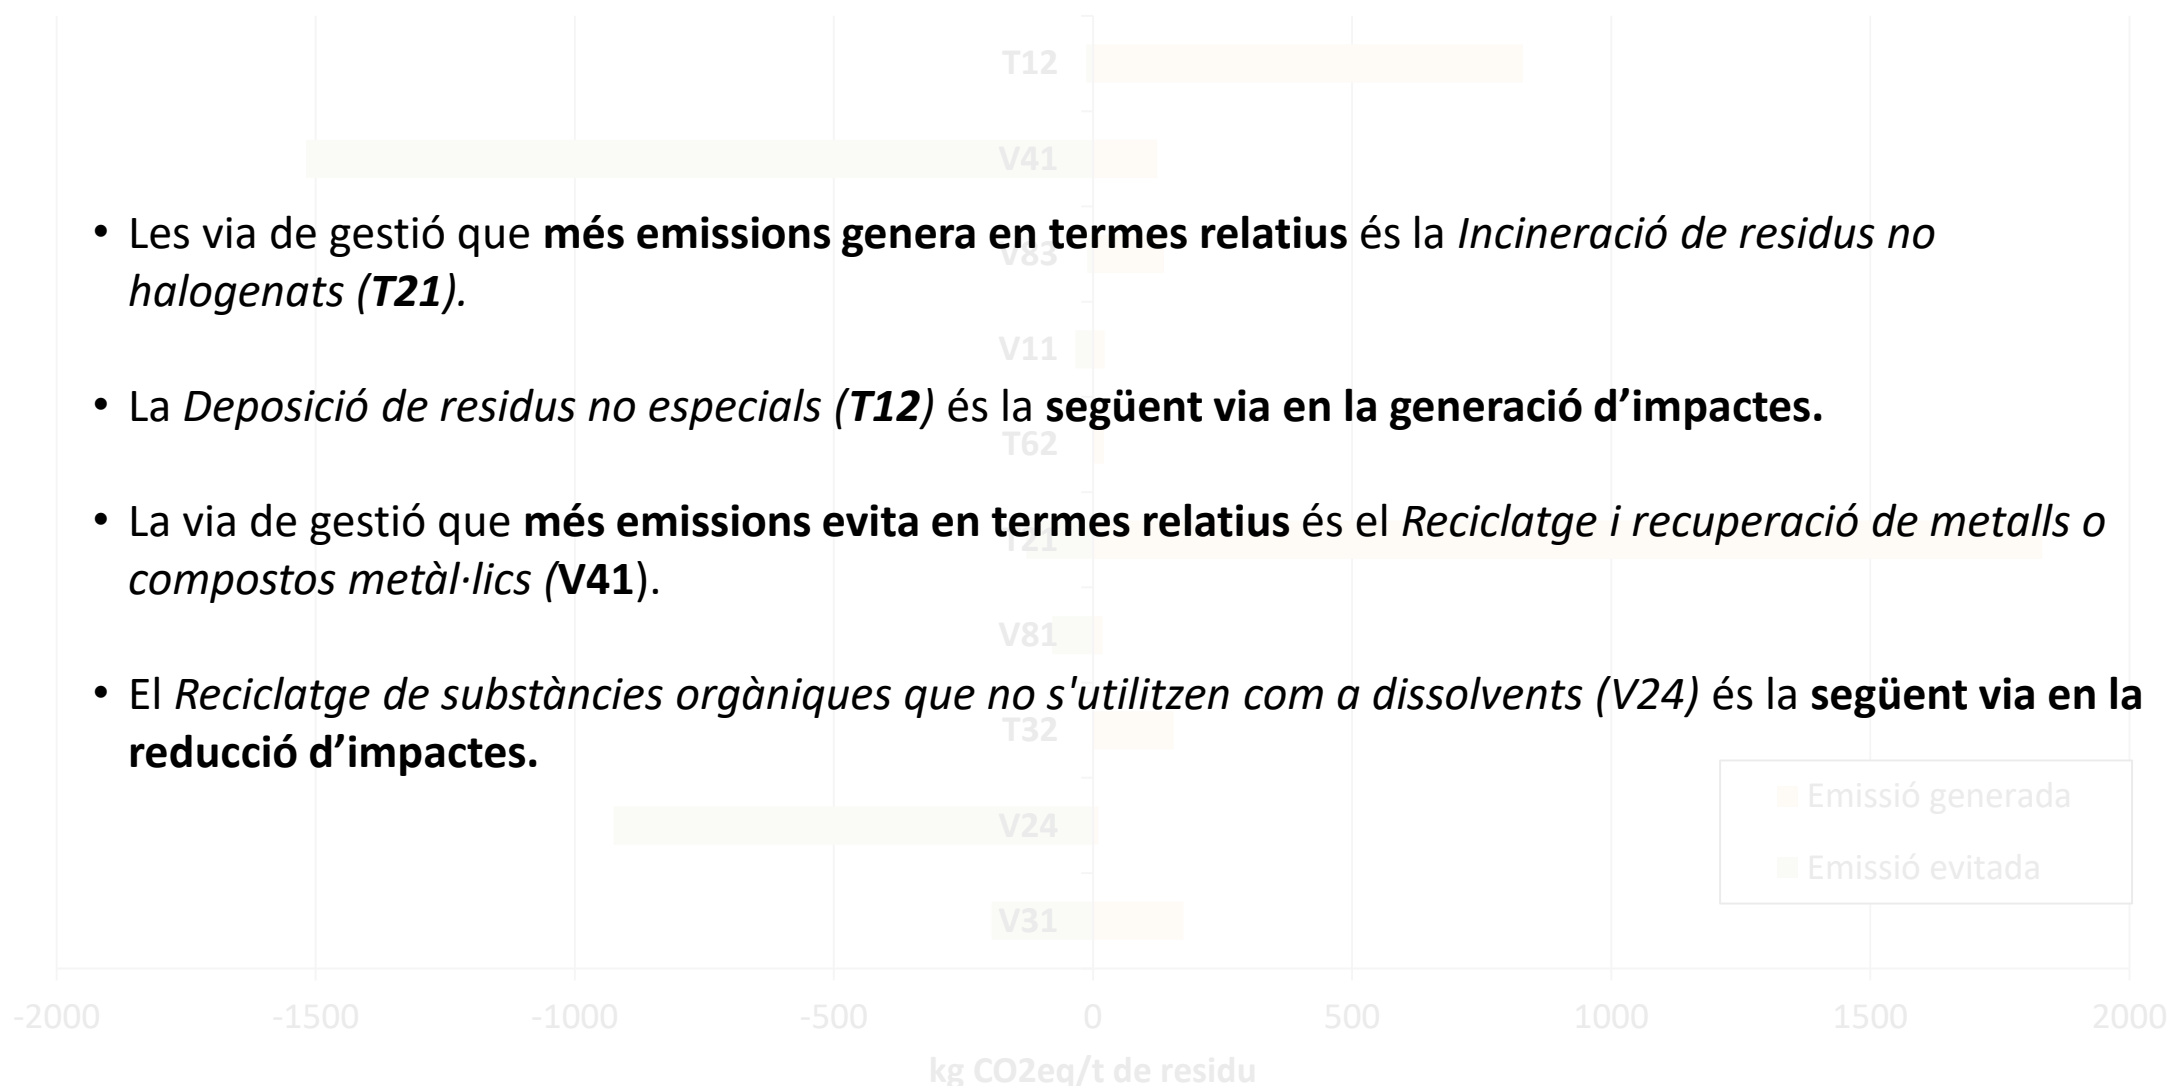 T12
V41
• Les via de gestió que més emissions genera en termes relatius és la Incineració de residus no
halogenats (T21).
V83
V11
• La Deposició de residus no especials (T12) és la següent via en la generació d’impactes.
T62
• La via de gestió que més emissions evita en termes relatius és el Reciclatge i recuperació de metalls o
compostos metàl·lics (V41).
T21
V81
• El Reciclatge de substàncies orgàniques que no s'utilitzen com a dissolvents (V24) és la següent via en la
reducció d’impactes.
T32
Emissió generada
V24
Emissió evitada
V31
-2000 -1500 -1000 -500 0 500 1000 1500 2000
kg CO2eq/t de residu